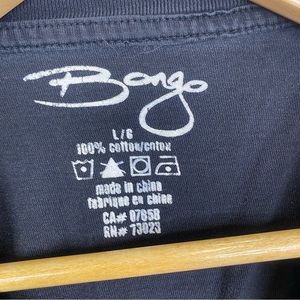 Bongo
L/G
100% cotton/coton
made in china
fabriqué en chine
CA# 07658
RN# 73023